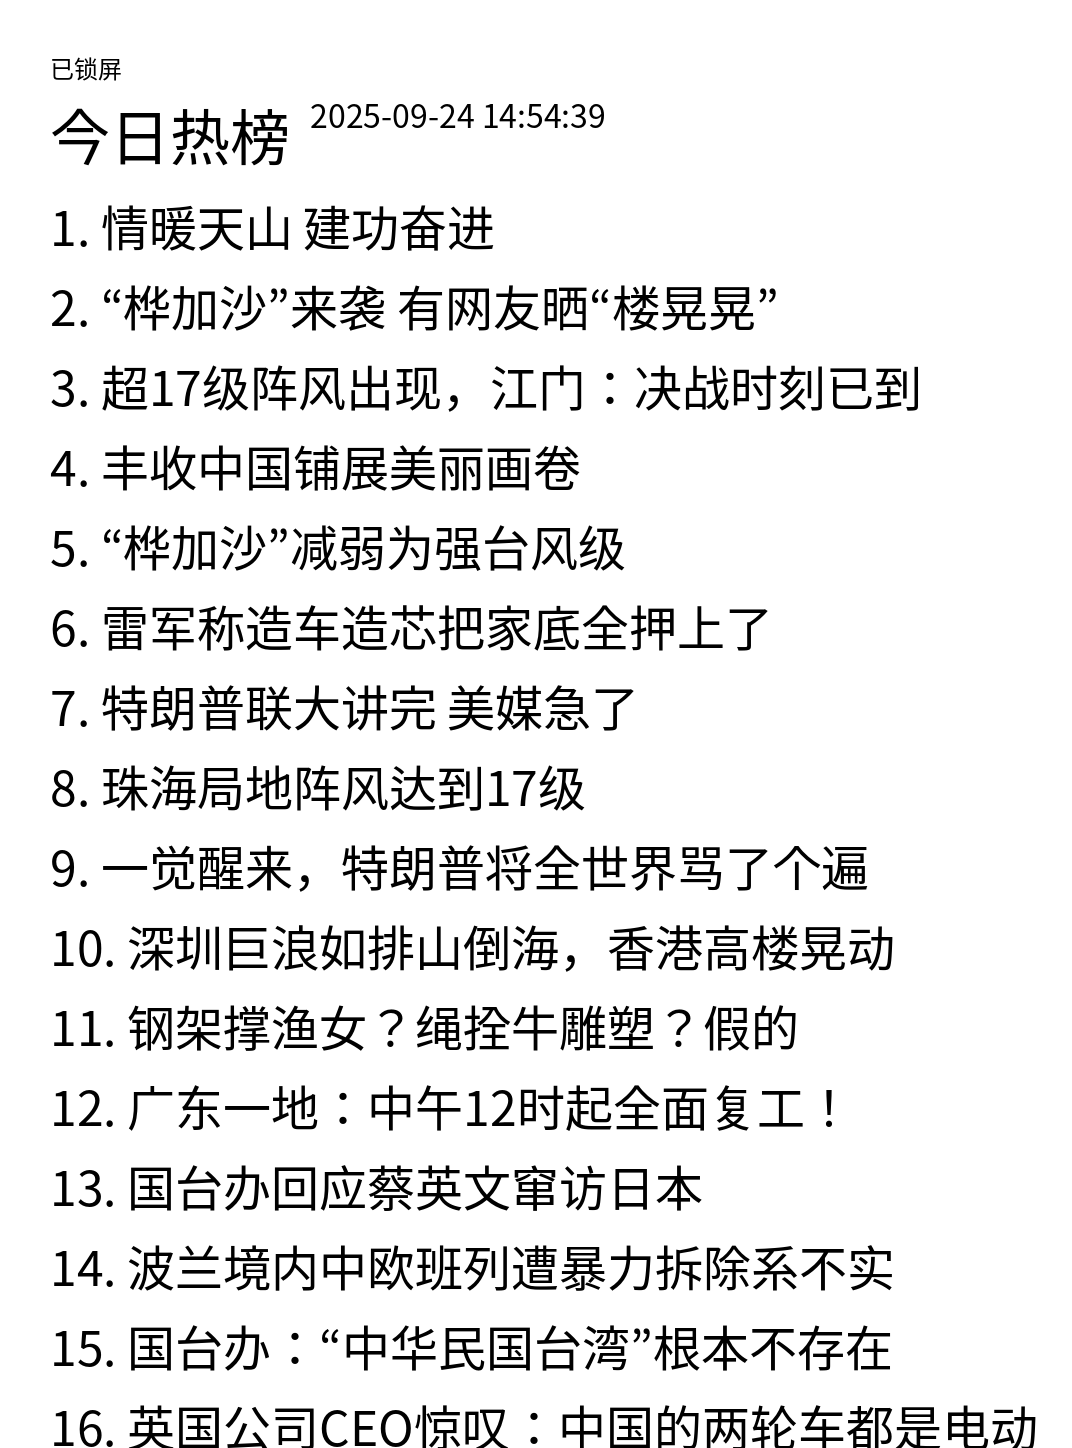 已锁屏
今日热榜 2025-09-24 14:54:39
1. 情暖天山 建功奋进
2. “桦加沙”来袭 有网友晒“楼晃晃”
3. 超17级阵风出现，江门：决战时刻已到
4. 丰收中国铺展美丽画卷
5. “桦加沙”减弱为强台风级
6. 雷军称造车造芯把家底全押上了
7. 特朗普联大讲完 美媒急了
8. 珠海局地阵风达到17级
9. 一觉醒来，特朗普将全世界骂了个遍
10. 深圳巨浪如排山倒海，香港高楼晃动
11. 钢架撑渔女？绳拴牛雕塑？假的
12. 广东一地：中午12时起全面复工！
13. 国台办回应蔡英文窜访日本
14. 波兰境内中欧班列遭暴力拆除系不实
15. 国台办：“中华民国台湾”根本不存在
16. 英国公司CEO惊叹：中国的两轮车都是电动